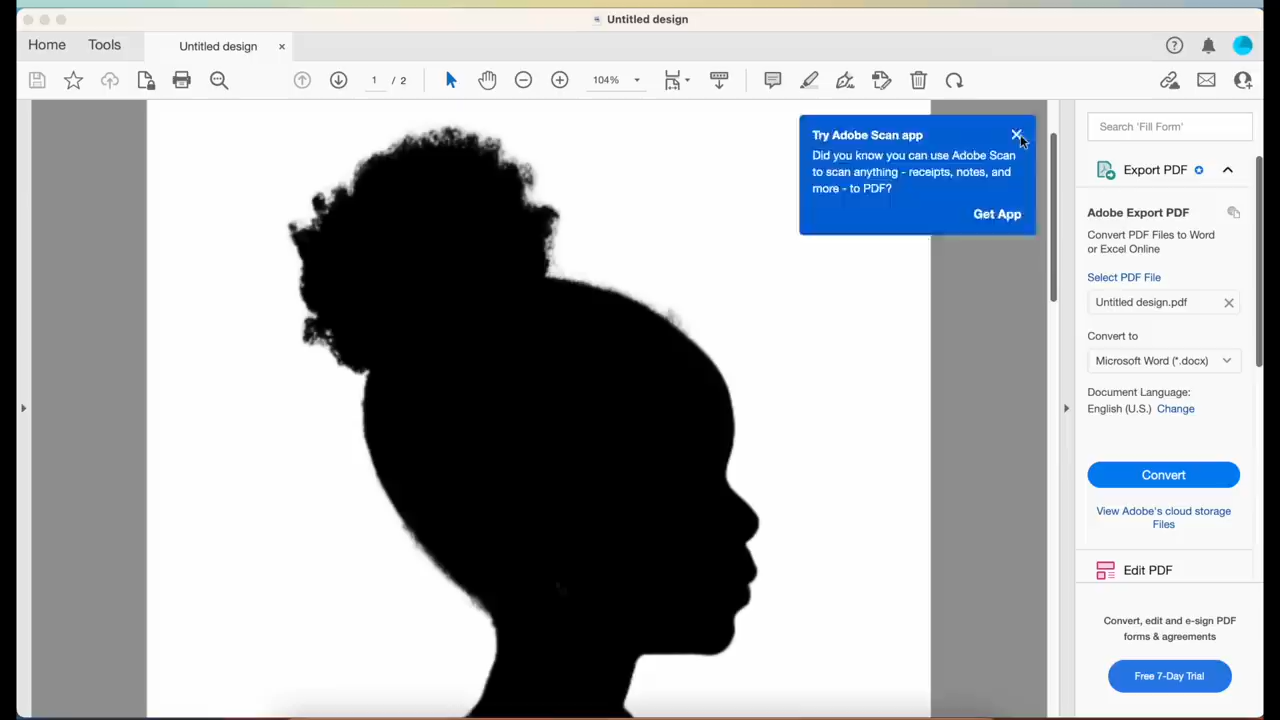 Untitled design
Home
Tools
Untitled design
1 / 2
104%
Try Adobe Scan app
Did you know you can use Adobe Scan
to scan anything - receipts, notes, and
more - to PDF?
Get App
Search 'Fill Form'
Export PDF
Adobe Export PDF
Convert PDF Files to Word
or Excel Online
Select PDF File
Untitled design.pdf
Convert to
Microsoft Word (*.docx)
Document Language:
English (U.S.) Change
Convert
View Adobe's cloud storage
Files
Edit PDF
Convert, edit and e-sign PDF
forms & agreements
Free 7-Day Trial